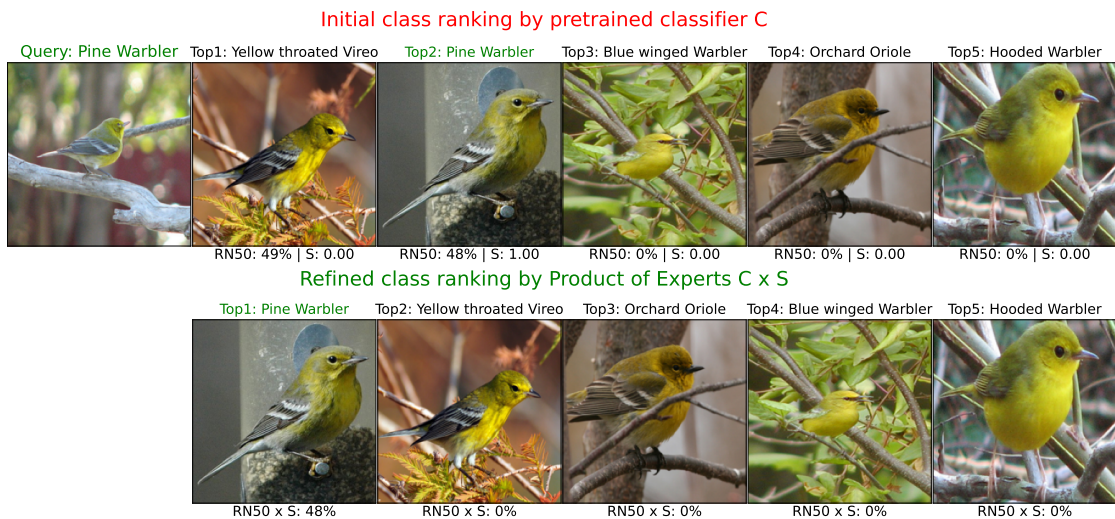 Initial class ranking by pretrained classifier C
Query: Pine Warbler Top1: Yellow throated Vireo Top2: Pine Warbler Top3: Blue winged Warbler Top4: Orchard Oriole Top5: Hooded Warbler
RN50: 49% | S: 0.00 RN50: 48% | S: 1.00 RN50: 0% | S: 0.00 RN50: 0% | S: 0.00 RN50: 0% | S: 0.00
Refined class ranking by Product of Experts C x S
Top1: Pine Warbler Top2: Yellow throated Vireo Top3: Orchard Oriole Top4: Blue winged Warbler Top5: Hooded Warbler
RN50 x S: 48% RN50 x S: 0% RN50 x S: 0% RN50 x S: 0% RN50 x S: 0%